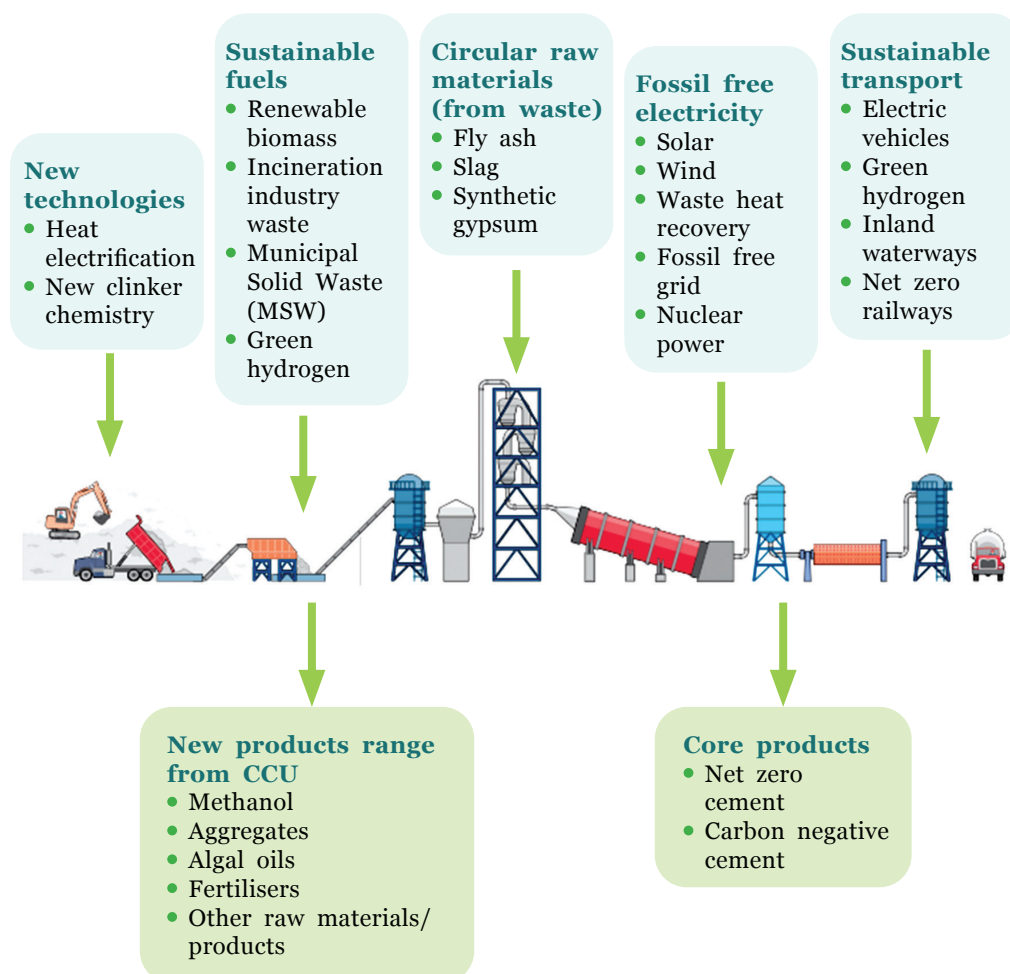 New
technologies
• Heat
electrification
• New clinker
chemistry
Sustainable
fuels
• Renewable
biomass
• Incineration
industry
waste
• Municipal
Solid Waste
(MSW)
• Green
hydrogen
Circular raw
materials
(from waste)
• Fly ash
• Slag
• Synthetic
gypsum
Fossil free
electricity
• Solar
• Wind
• Waste heat
recovery
• Fossil free
grid
• Nuclear
power
Sustainable
transport
• Electric
vehicles
• Green
hydrogen
• Inland
waterways
• Net zero
railways
New products range
from CCU
• Methanol
• Aggregates
• Algal oils
• Fertilisers
• Other raw materials/
products
Core products
• Net zero
cement
• Carbon negative
cement